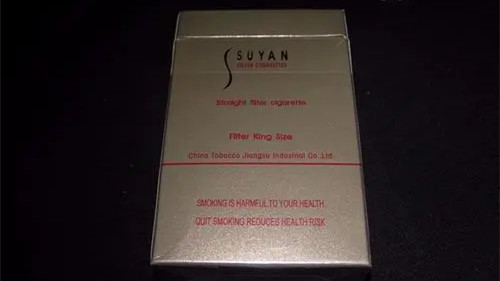 SUYAN
FILTER CIGARETTES
Straight filter cigarette
Filter King Size
China Tobacco Jiangsu Industrial Co.,Ltd.
SMOKING IS HARMFUL TO YOUR HEALTH.
QUIT SMOKING REDUCES HEALTH RISK